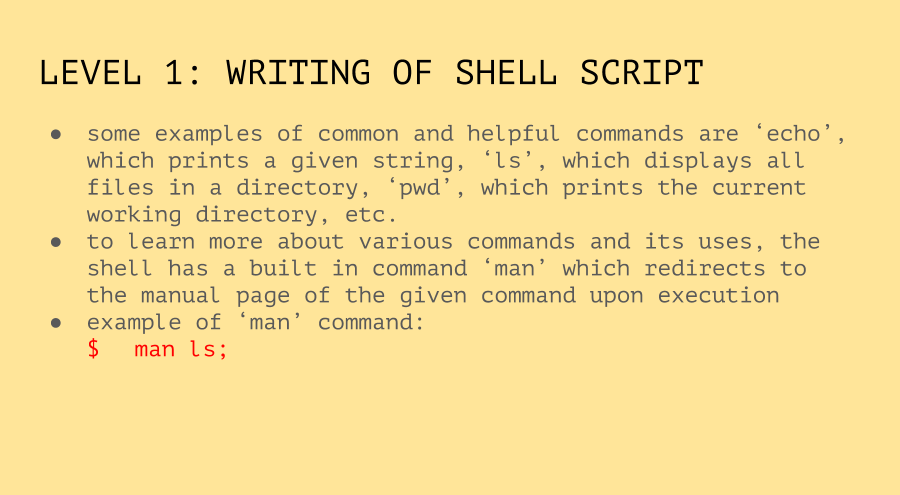 LEVEL 1: WRITING OF SHELL SCRIPT
● some examples of common and helpful commands are ‘echo’,
which prints a given string, ‘ls’, which displays all
files in a directory, ‘pwd’, which prints the current
working directory, etc.
● to learn more about various commands and its uses, the
shell has a built in command ‘man’ which redirects to
the manual page of the given command upon execution
● example of ‘man’ command:
$ man ls;